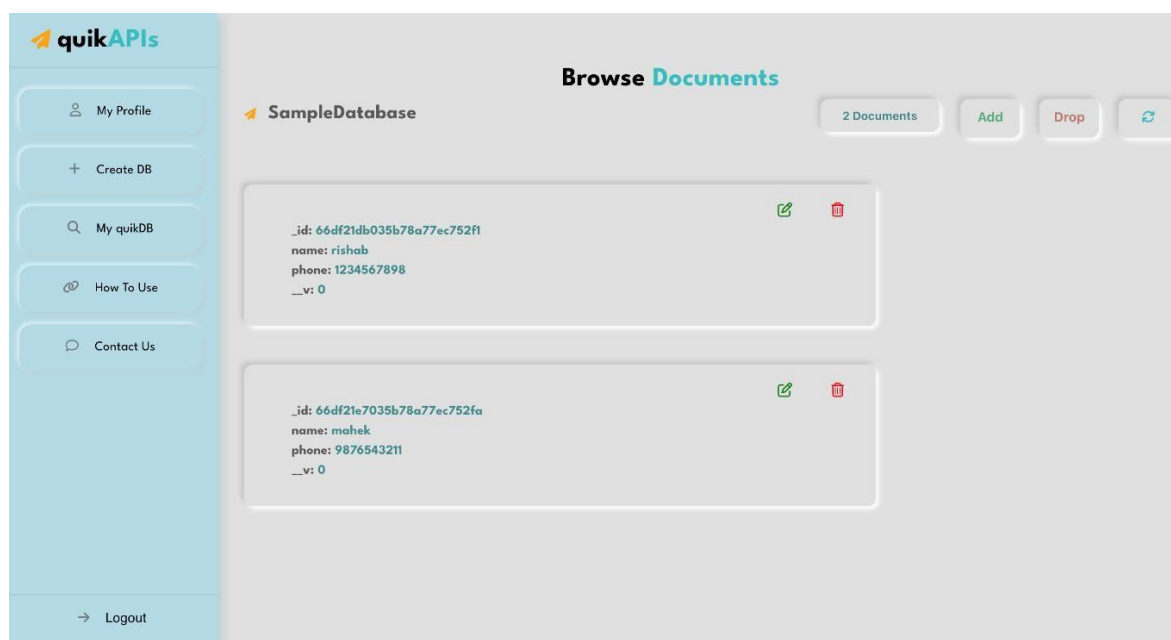 quikAPIs
My Profile
Create DB
My quikDB
How To Use
Contact Us
Logout
Browse Documents
SampleDatabase
2 Documents
Add
Drop
_id: 66df21db035b78a77ec752f1
name: rishab
phone: 1234567898
__v: 0
_id: 66df21e7035b78a77ec752fa
name: mahek
phone: 9876543211
__v: 0